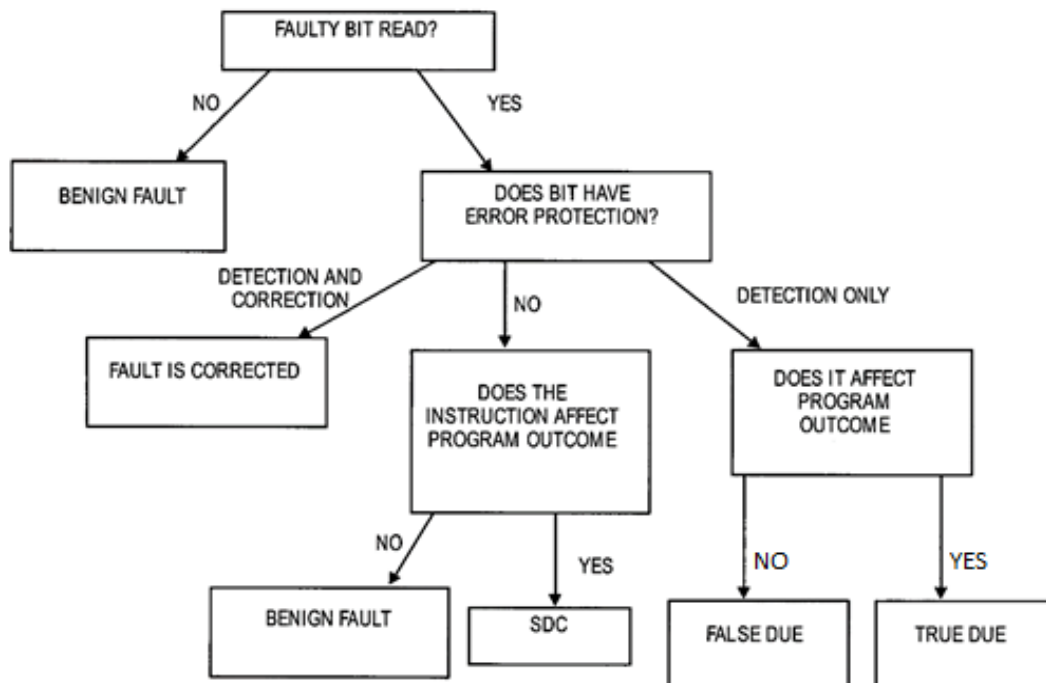 FAULTY BIT READ?
NO
YES
BENIGN FAULT
DOES BIT HAVE
ERROR PROTECTION?
DETECTION AND
CORRECTION
NO
DETECTION ONLY
FAULT IS CORRECTED
DOES THE
INSTRUCTION AFFECT
PROGRAM OUTCOME
DOES IT AFFECT
PROGRAM
OUTCOME
NO
YES
NO
YES
BENIGN FAULT
SDC
FALSE DUE
TRUE DUE